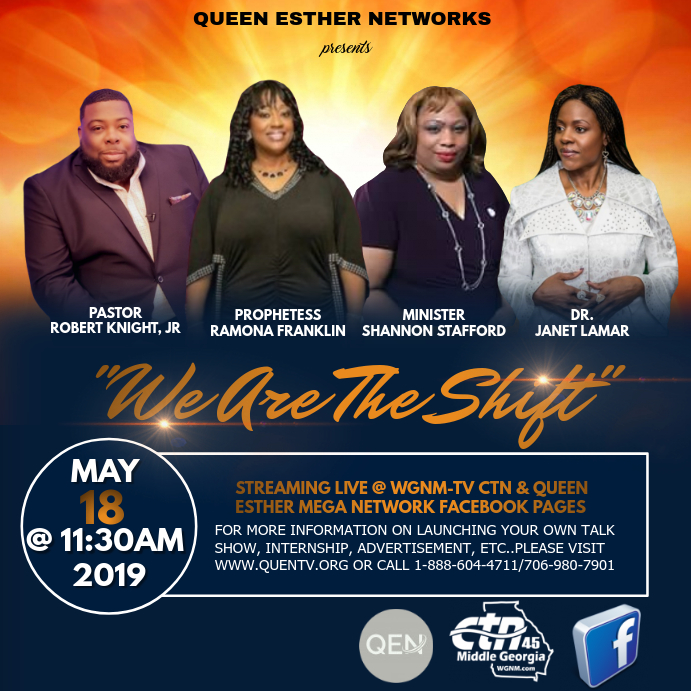 QUEEN ESTHER NETWORKS
presents
PASTOR
ROBERT KNIGHT, JR
PROPHETESS
RAMONA FRANKLIN
MINISTER
SHANNON STAFFORD
DR.
JANET LAMAR
"We Are The Shift"
MAY
18
@ 11:30AM
2019
STREAMING LIVE @ WGNM-TV CTN & QUEEN
ESTHER MEGA NETWORK FACEBOOK PAGES
FOR MORE INFORMATION ON LAUNCHING YOUR OWN TALK
SHOW, INTERNSHIP, ADVERTISEMENT, ETC..PLEASE VISIT
WWW.QUENTV.ORG OR CALL 1-888-604-4711/706-980-7901
QEN
ctn 45
Middle Georgia
WGNM.com
f